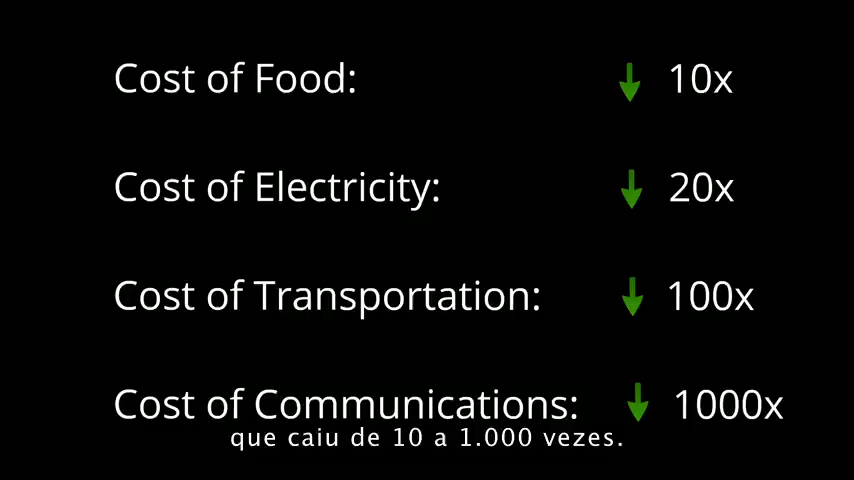 Cost of Food: ↓ 10x
Cost of Electricity: ↓ 20x
Cost of Transportation: ↓ 100x
Cost of Communications: ↓ 1000x
que caiu de 10 a 1.000 vezes.